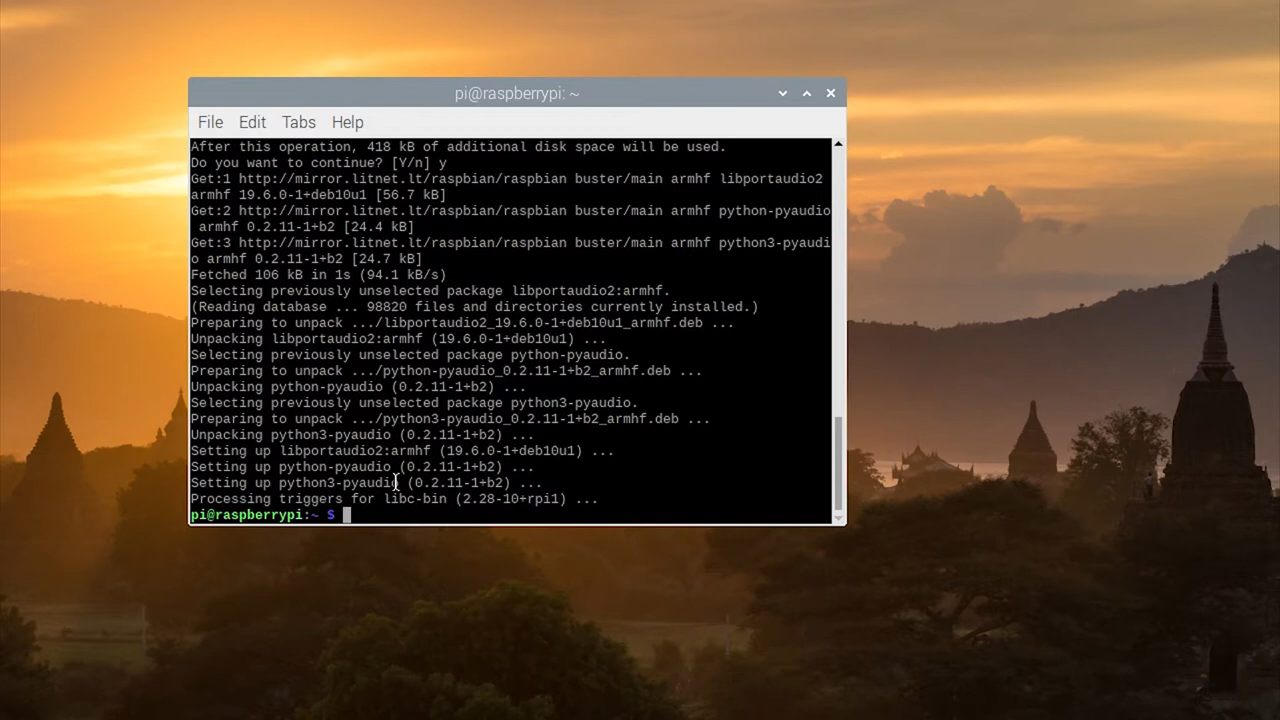 pi@raspberrypi: ~
File Edit Tabs Help
After this operation, 418 kB of additional disk space will be used.
Do you want to continue? [Y/n] y
Get:1 http://mirror.litnet.lt/raspbian/raspbian buster/main armhf libportaudio2
armhf 19.6.0-1+deb10u1 [56.7 kB]
Get:2 http://mirror.litnet.lt/raspbian/raspbian buster/main armhf python-pyaudio
armhf 0.2.11-1+b2 [24.4 kB]
Get:3 http://mirror.litnet.lt/raspbian/raspbian buster/main armhf python3-pyaudi
o armhf 0.2.11-1+b2 [24.7 kB]
Fetched 106 kB in 1s (94.1 kB/s)
Selecting previously unselected package libportaudio2:armhf.
(Reading database ... 98820 files and directories currently installed.)
Preparing to unpack .../libportaudio2_19.6.0-1+deb10u1_armhf.deb ...
Unpacking libportaudio2:armhf (19.6.0-1+deb10u1) ...
Selecting previously unselected package python-pyaudio.
Preparing to unpack .../python-pyaudio_0.2.11-1+b2_armhf.deb ...
Unpacking python-pyaudio (0.2.11-1+b2) ...
Selecting previously unselected package python3-pyaudio.
Preparing to unpack .../python3-pyaudio_0.2.11-1+b2_armhf.deb ...
Unpacking python3-pyaudio (0.2.11-1+b2) ...
Setting up libportaudio2:armhf (19.6.0-1+deb10u1) ...
Setting up python-pyaudio (0.2.11-1+b2) ...
Setting up python3-pyaudio (0.2.11-1+b2) ...
Processing triggers for libc-bin (2.28-10+rpi1) ...
pi@raspberrypi:~ $